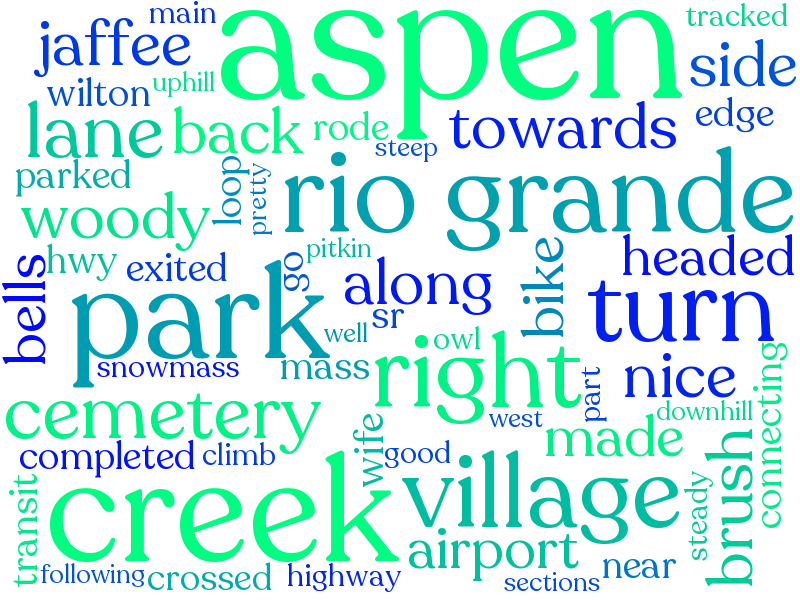 main
tracked
aspen
jaffee
side
uphill
wilton
edge
lane
back
rode
towards
steep
parked
loop
pretty
rio grande
woody
hwy
exited
go
pitkin
along
bike
headed
bells
park
sr
turn
well
owl
snowmass
mass
right
part
nice
connecting
cemetery
wife
west
downhill
made
completed
climb
good
creek
village
brush
steady
transit
airport
near
following
crossed
highway
sections